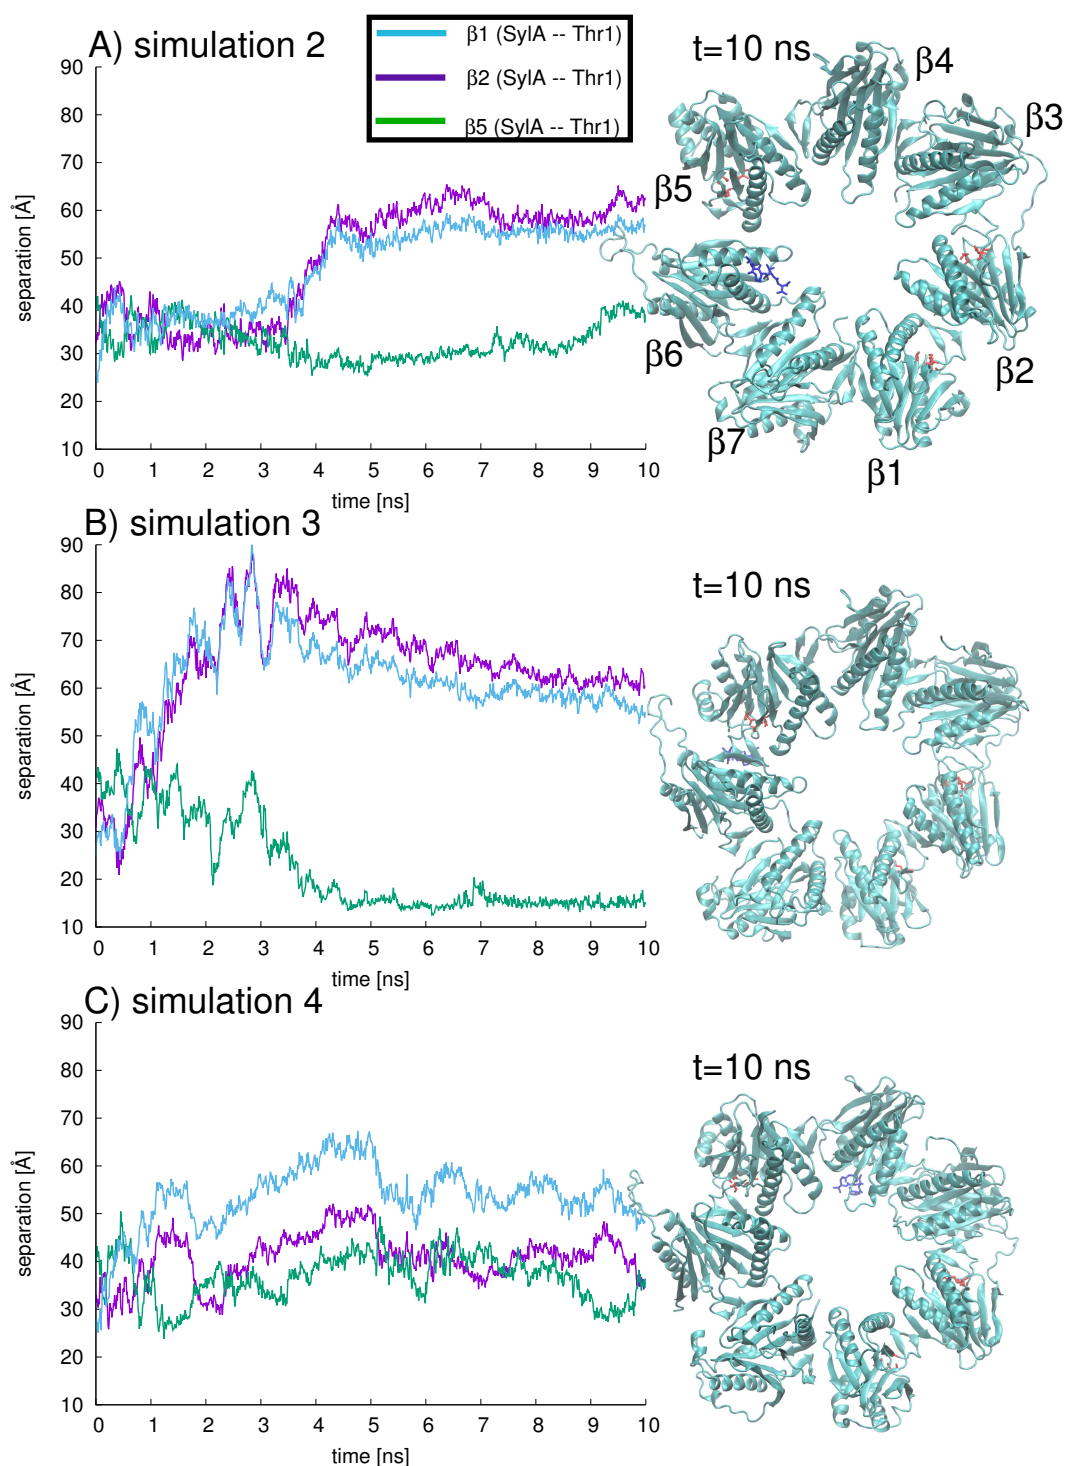 A) simulation 2
β1 (SylA -- Thr1)
β2 (SylA -- Thr1)
β5 (SylA -- Thr1)
t=10 ns
β4
β3
β5
β6
β2
β7
β1
separation [Å]
90
80
70
60
50
40
30
20
10
0 1 2 3 4 5 6 7 8 9 10
time [ns]
B) simulation 3
t=10 ns
separation [Å]
90
80
70
60
50
40
30
20
10
0 1 2 3 4 5 6 7 8 9 10
time [ns]
C) simulation 4
t=10 ns
separation [Å]
90
80
70
60
50
40
30
20
10
0 1 2 3 4 5 6 7 8 9 10
time [ns]